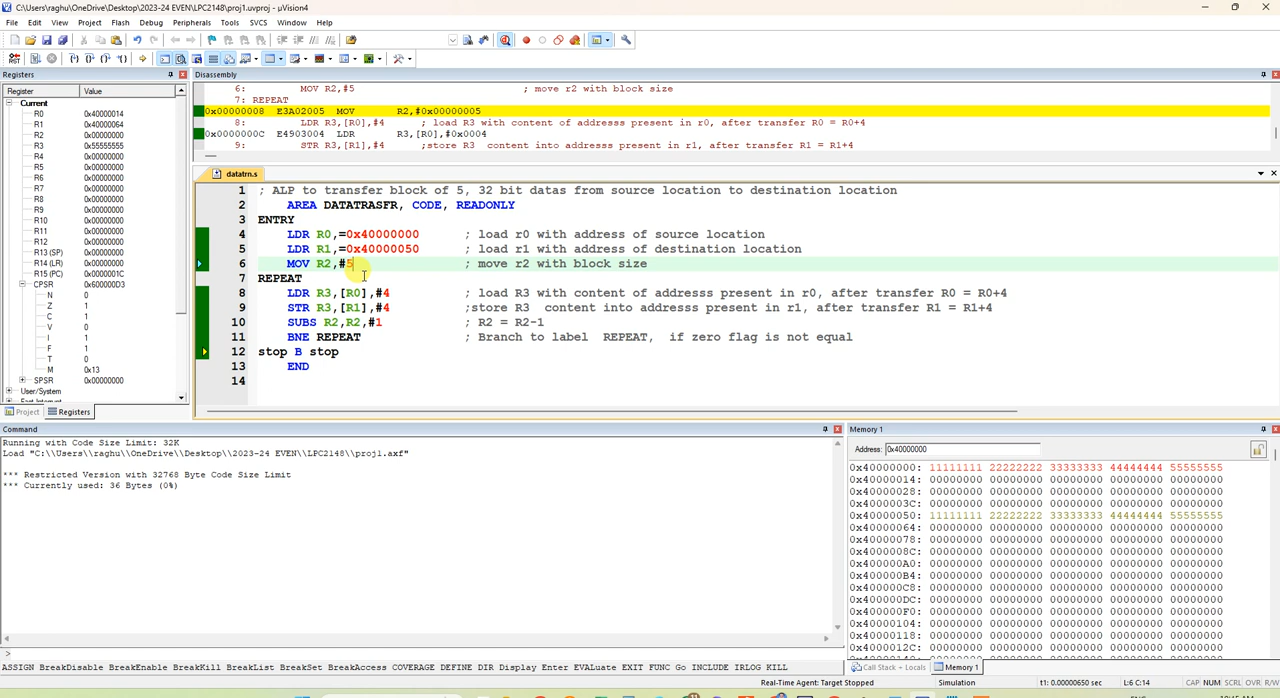 C:\Users\raghu\OneDrive\Desktop\2023-24 EVEN\LPC2148\proj1.uvproj - µVision4
File Edit View Project Flash Debug Peripherals Tools SVCS Window Help
Registers
Register Value
Current
R0 0x40000014
R1 0x40000064
R2 0x00000000
R3 0x55555555
R4 0x00000000
R5 0x00000000
R6 0x00000000
R7 0x00000000
R8 0x00000000
R9 0x00000000
R10 0x00000000
R11 0x00000000
R12 0x00000000
R13 (SP) 0x00000000
R14 (LR) 0x00000000
R15 (PC) 0x0000001C
CPSR 0x600000D3
N 0
Z 1
C 1
V 0
I 1
F 1
T 0
M 0x13
SPSR 0x00000000
User/System
Project Registers
Disassembly
6: MOV R2,#5 ; move r2 with block size
7: REPEAT
0x00000008 E3A02005 MOV R2,#0x00000005
8: LDR R3,[R0],#4 ; load R3 with content of addresss present in r0, after transfer R0 = R0+4
0x0000000C E4903004 LDR R3,[R0],#0x0004
9: STR R3,[R1],#4 ;store R3 content into addresss present in r1, after transfer R1 = R1+4
datatrn.s
1 ; ALP to transfer block of 5, 32 bit datas from source location to destination location
2 AREA DATATRASFR, CODE, READONLY
3 ENTRY
4 LDR R0,=0x40000000 ; load r0 with address of source location
5 LDR R1,=0x40000050 ; load r1 with address of destination location
6 MOV R2,#5 ; move r2 with block size
7 REPEAT
8 LDR R3,[R0],#4 ; load R3 with content of addresss present in r0, after transfer R0 = R0+4
9 STR R3,[R1],#4 ;store R3 content into addresss present in r1, after transfer R1 = R1+4
10 SUBS R2,R2,#1 ; R2 = R2-1
11 BNE REPEAT ; Branch to label REPEAT, if zero flag is not equal
12 stop B stop
13 END
14
Command
Running with Code Size Limit: 32K
Load "C:\\Users\\raghu\\OneDrive\\Desktop\\2023-24 EVEN\\LPC2148\\proj1.axf"
*** Restricted Version with 32768 Byte Code Size Limit
*** Currently used: 36 Bytes (0%)
>
ASSIGN BreakDisable BreakEnable BreakKill BreakList BreakSet BreakAccess COVERAGE DEFINE DIR Display Enter EVALuate EXIT FUNC Go INCLUDE IRLOG KILL
Memory 1
Address: 0x40000000
0x40000000: 11111111 22222222 33333333 44444444 55555555
0x40000014: 00000000 00000000 00000000 00000000 00000000
0x40000028: 00000000 00000000 00000000 00000000 00000000
0x4000003C: 00000000 00000000 00000000 00000000 00000000
0x40000050: 11111111 22222222 33333333 44444444 55555555
0x40000064: 00000000 00000000 00000000 00000000 00000000
0x40000078: 00000000 00000000 00000000 00000000 00000000
0x4000008C: 00000000 00000000 00000000 00000000 00000000
0x400000A0: 00000000 00000000 00000000 00000000 00000000
0x400000B4: 00000000 00000000 00000000 00000000 00000000
0x400000C8: 00000000 00000000 00000000 00000000 00000000
0x400000DC: 00000000 00000000 00000000 00000000 00000000
0x400000F0: 00000000 00000000 00000000 00000000 00000000
0x40000104: 00000000 00000000 00000000 00000000 00000000
0x40000118: 00000000 00000000 00000000 00000000 00000000
0x4000012C: 00000000 00000000 00000000 00000000 00000000
Call Stack + Locals Memory 1
Real-Time Agent: Target Stopped Simulation t1: 0.00000650 sec L:6 C:14 CAP NUM SCRL OVR R/W